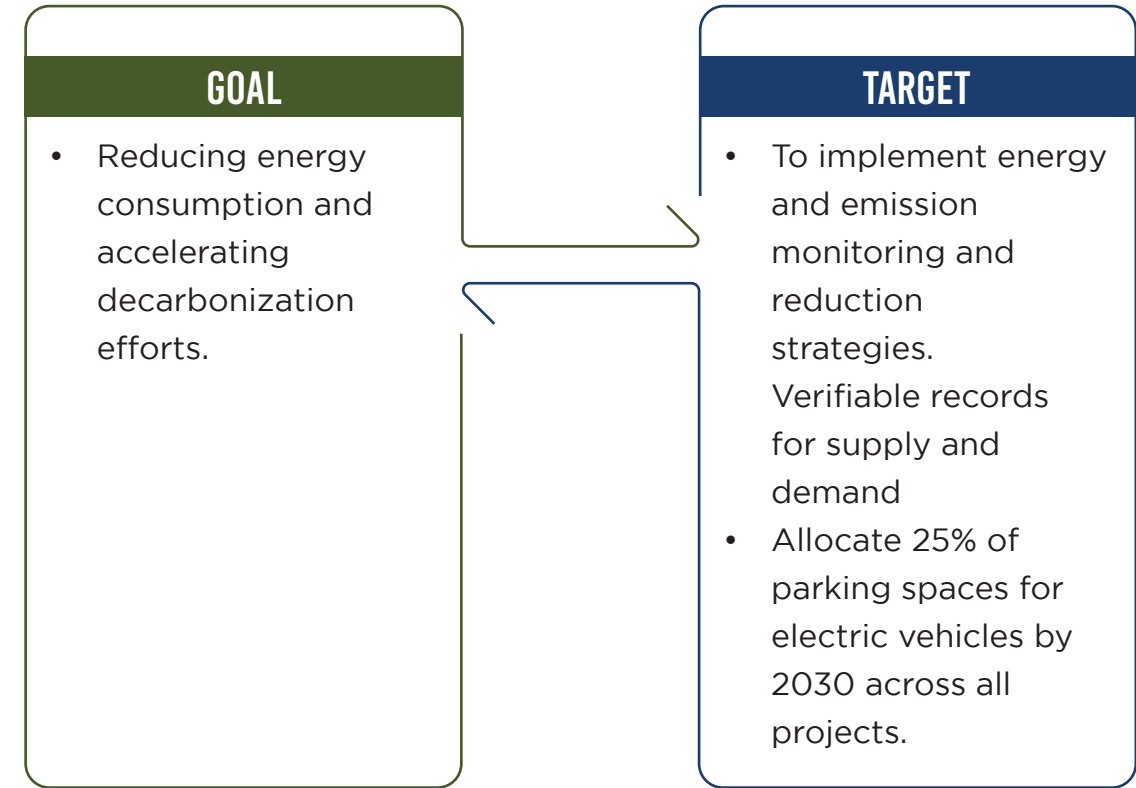 GOAL
• Reducing energy
consumption and
accelerating
decarbonization
efforts.
TARGET
• To implement energy
and emission
monitoring and
reduction
strategies.
Verifiable records
for supply and
demand
• Allocate 25% of
parking spaces for
electric vehicles by
2030 across all
projects.